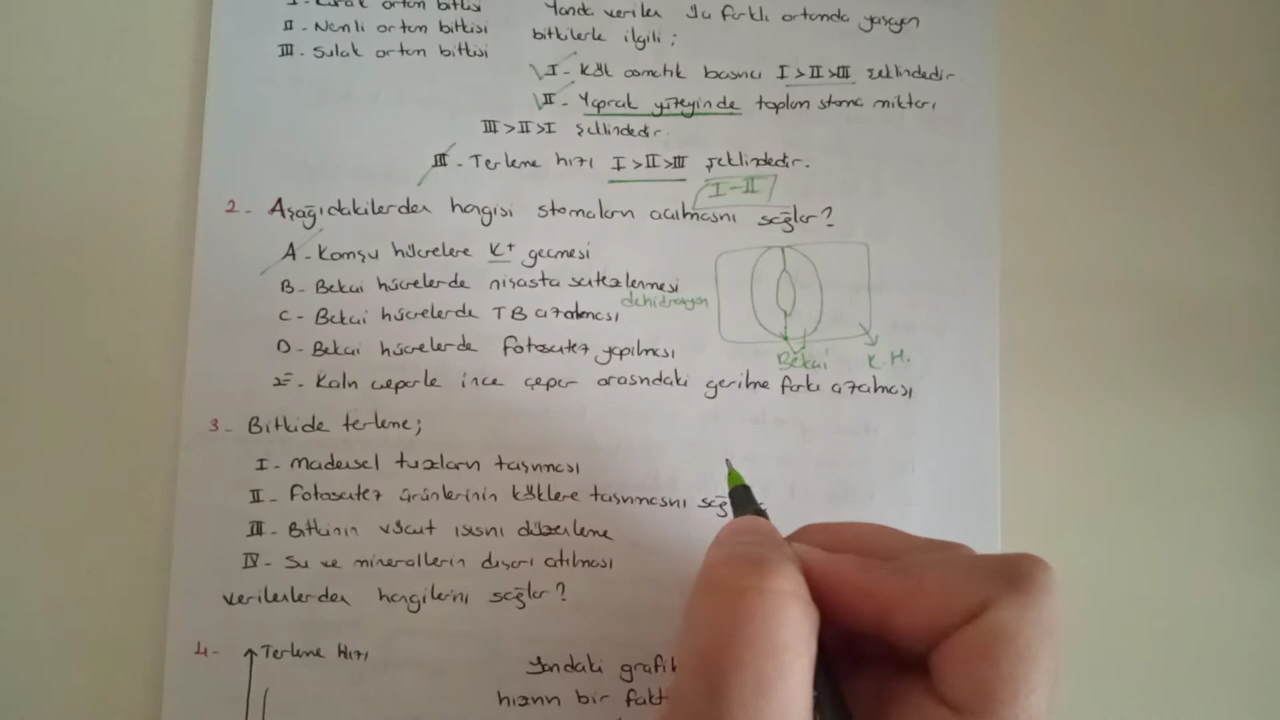 I - Kurak ortam bitkisi
II - Nemli ortam bitkisi
III - Sulak ortam bitkisi
Yanda verilen farklı ortamda yaşayan
bitkilerle ilgili ;
I - Kök osmotik basıncı I > II > III şeklindedir.
II - Yaprak yüzeyinde toplam stoma miktarı
III > II > I şeklindedir.
III - Terleme hızı I > II > III şeklindedir.
I - II
2 - Aşağıdakilerden hangisi stomaların açılmasını sağlar?
A - Komşu hücrelere K+ geçmesi
B - Bekçi hücrelerde nişasta sentezlenmesi
dehidrasyon
C - Bekçi hücrelerde TB azalması
D - Bekçi hücrelerde fotosentez yapılması
Bekçi K.H.
E - Kalın çeperle ince çeper arasındaki gerilme farkı azalması
3 - Bitkide terleme;
I - Madensel tuzların taşınması
II - Fotosentez ürünlerinin köklere taşınmasını
III - Bitkinin vücut ısısını düzenleme
IV - Su ve minerallerin dışarı atılması
verilenlerden hangilerini sağlar?
4 - Terleme Hızı
Yandaki grafik
hızının bir fakt